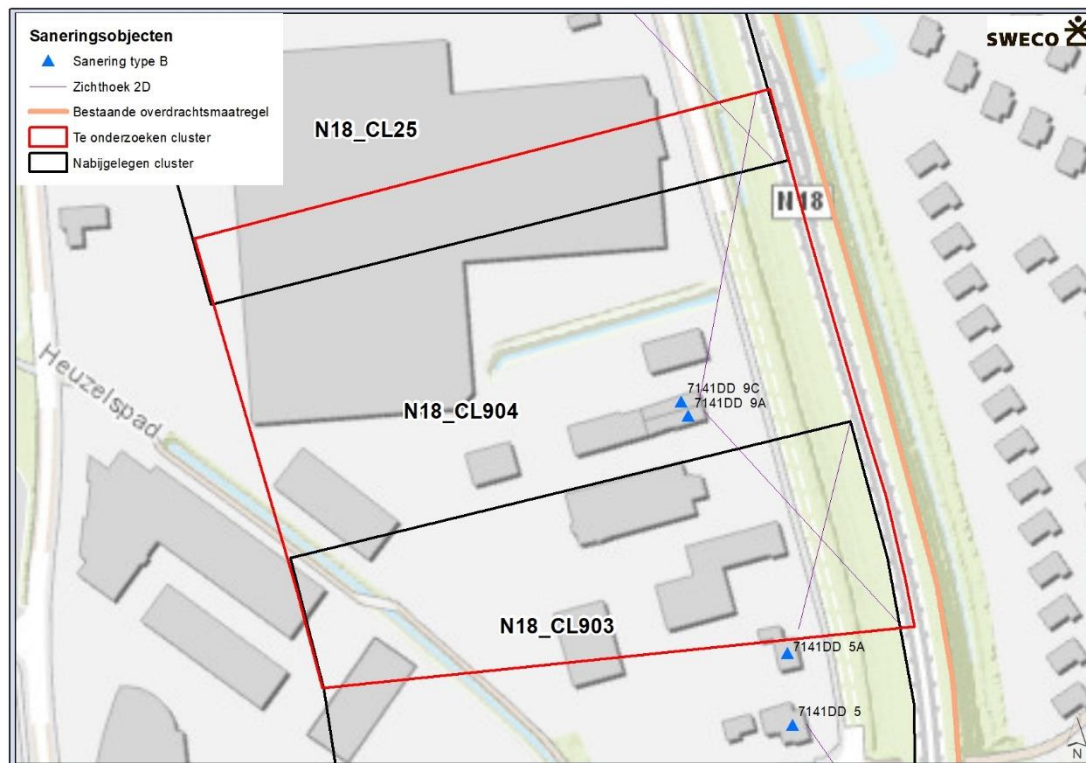 Saneringsobjecten
Sanering type B
Zichthoek 2D
Bestaande overdrachtsmaatregel
Te onderzoeken cluster
Nabijgelegen cluster
SWECO
N18_CL25
N18
Heuzelspad
7141DD 9C
7141DD 9A
N18_CL904
N18_CL903
7141DD 5A
7141DD 5
N